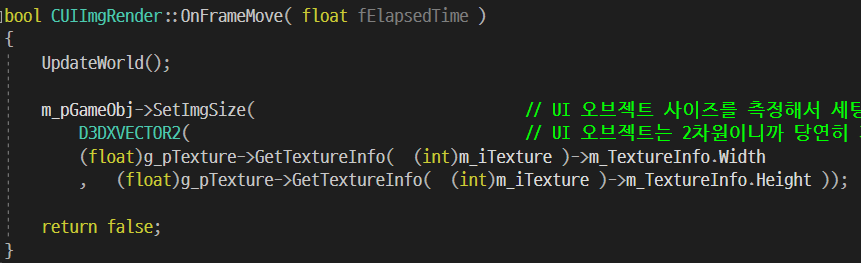 bool CUIImgRender::OnFrameMove( float fElapsedTime )
{
UpdateWorld();
m_pGameObj->SetImgSize( // UI 오브젝트 사이즈를 측정해서 세팅
D3DXVECTOR2( // UI 오브젝트는 2차원이니까 당연히
(float)g_pTexture->GetTextureInfo( (int)m_iTexture )->m_TextureInfo.Width
, (float)g_pTexture->GetTextureInfo( (int)m_iTexture )->m_TextureInfo.Height ));
return false;
}